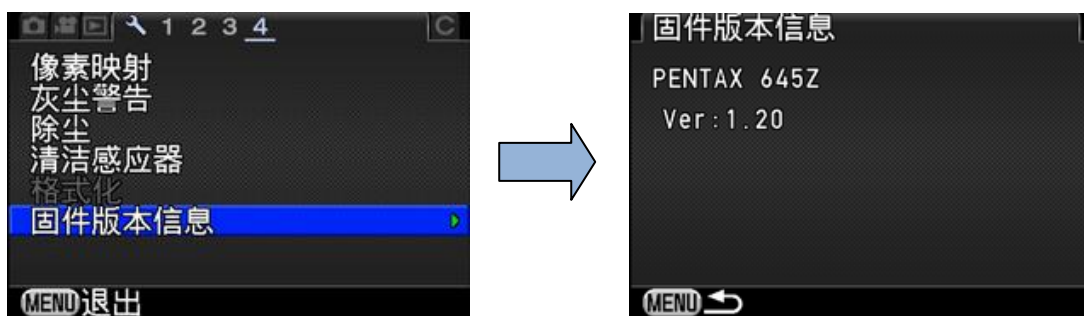 1 2 3 4 C
像素映射
灰尘警告
除尘
清洁感应器
格式化
固件版本信息
MENU退出
固件版本信息
PENTAX 645Z
Ver:1.20
MENU